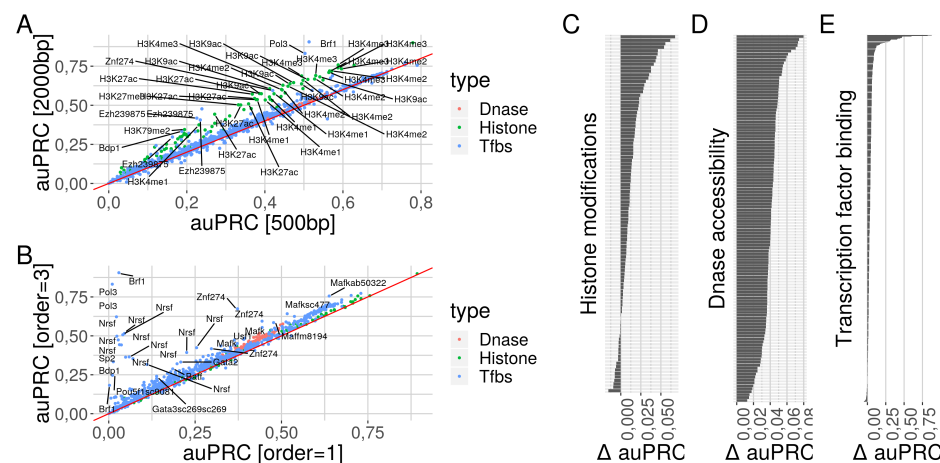 A
H3K4me3
H3K9ac
Pol3
Brf1
H3K4me3
H3K4me3
Znf274
H3K9ac
H3K4me3
H3K4me3
H3K4me2
H3K27ac
H3K4me2
H3K9ac
H3K4me3
H3K4me2
H3K27ac
H3K9ac
H3K27me3
H3K27ac
H3K27ac
H3K9ac
H3K4me2
H3K9ac
Ezh239875
Ezh239875
H3K4me2
H3K79me2
H3K27ac
H3K4me1
H3K4me1
H3K4me2
Bdp1
H3K4me1
Ezh239875
H3K27ac
H3K4me1
H3K4me1
Ezh239875
H3K27ac
auPRC [2000bp]
0,75
0,50
0,25
0,00
0,0
0,2
0,4
0,6
0,8
auPRC [500bp]
type
Dnase
Histone
Tfbs
B
Brf1
Pol3
Mafkab50322
Pol3
Nrsf
Znf274
Mafksc477
Nrsf
Nrsf
Znf274
Nrsf
Nrsf
Nrsf
Nrsf
Usf1
Mafk
Maffm8194
Nrsf
Mafk
Sp2
Nrsf
Znf274
Bdp1
Nrsf
Gata2
Batf
Pou5f1sc9081
Nrsf
Brf1
Gata3sc269sc269
auPRC [order=3]
0,75
0,50
0,25
0,00
0,00
0,25
0,50
0,75
auPRC [order=1]
type
Dnase
Histone
Tfbs
C
Histone modifications
0,000
0,025
0,050
Δ auPRC
D
Dnase accessibility
0,00
0,02
0,04
0,06
0,08
Δ auPRC
E
Transcription factor binding
0,00
0,25
0,50
0,75
Δ auPRC